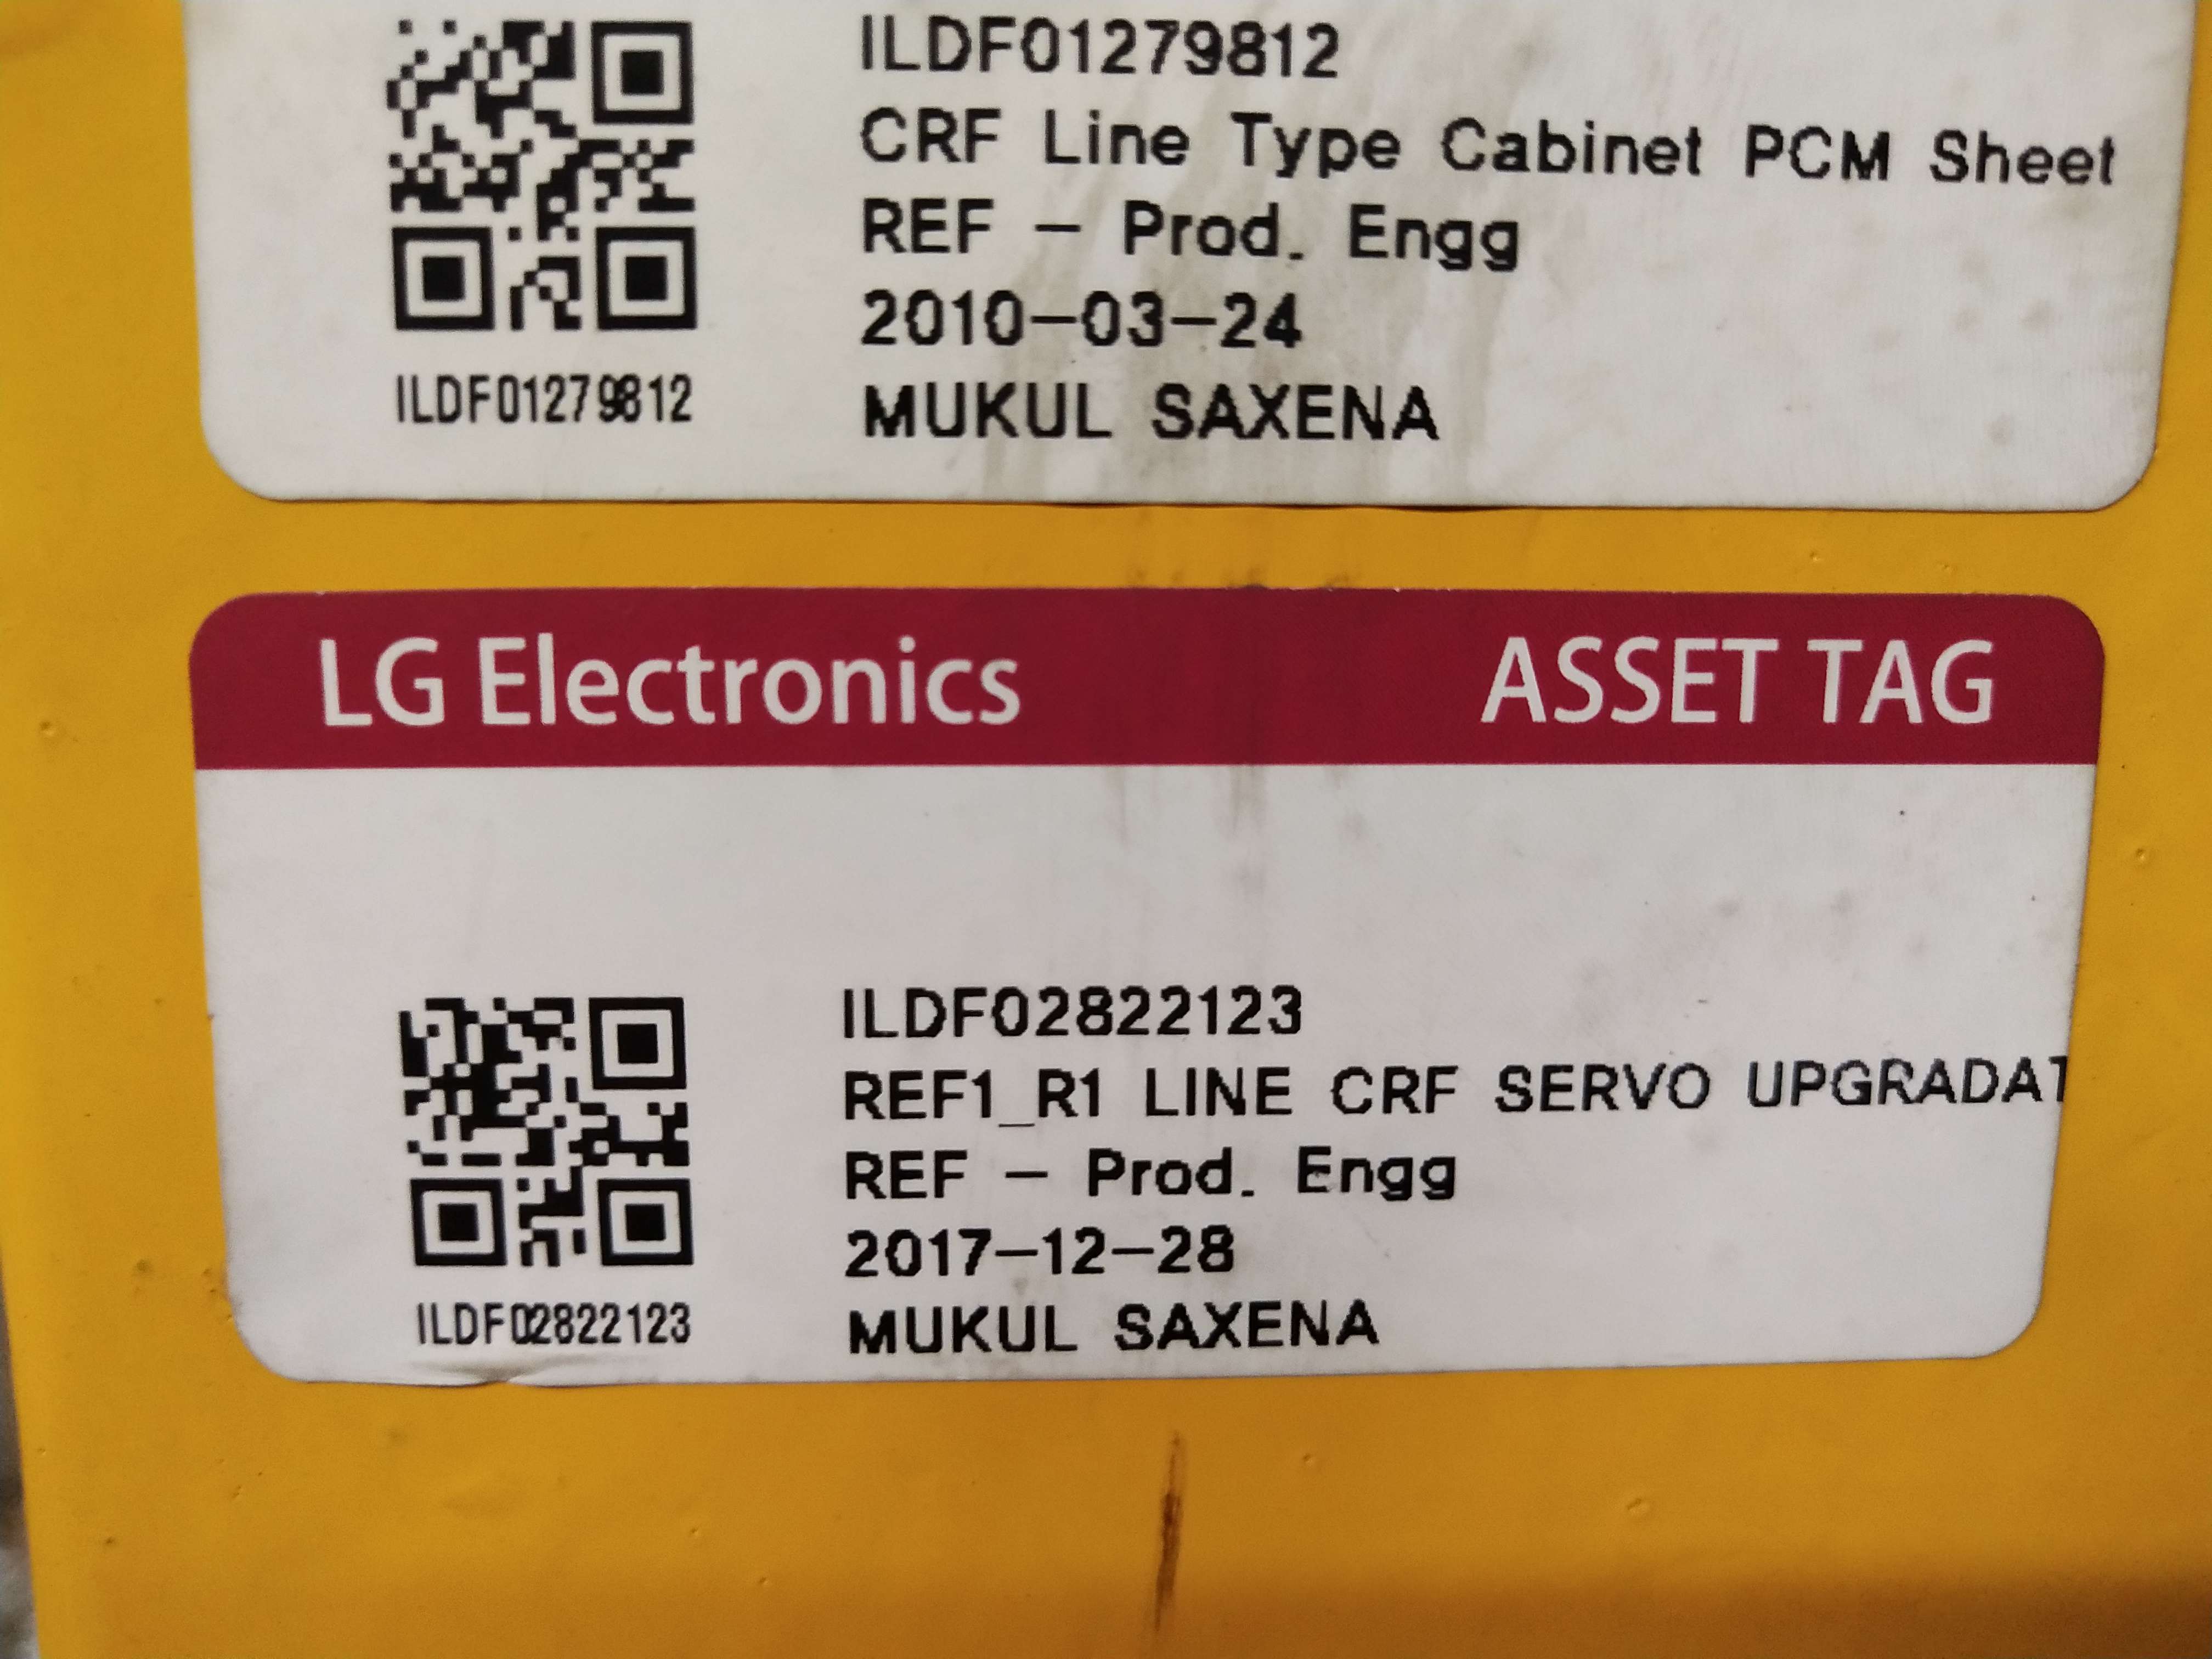 ILDF01279812
CRF Line Type Cabinet PCM Sheet
REF - Prod. Engg
2010-03-24
MUKUL SAXENA
ILDF01279812
LG Electronics ASSET TAG
ILDF02822123
REF1_R1 LINE CRF SERVO UPGRADAT
REF - Prod. Engg
2017-12-28
MUKUL SAXENA
ILDF02822123